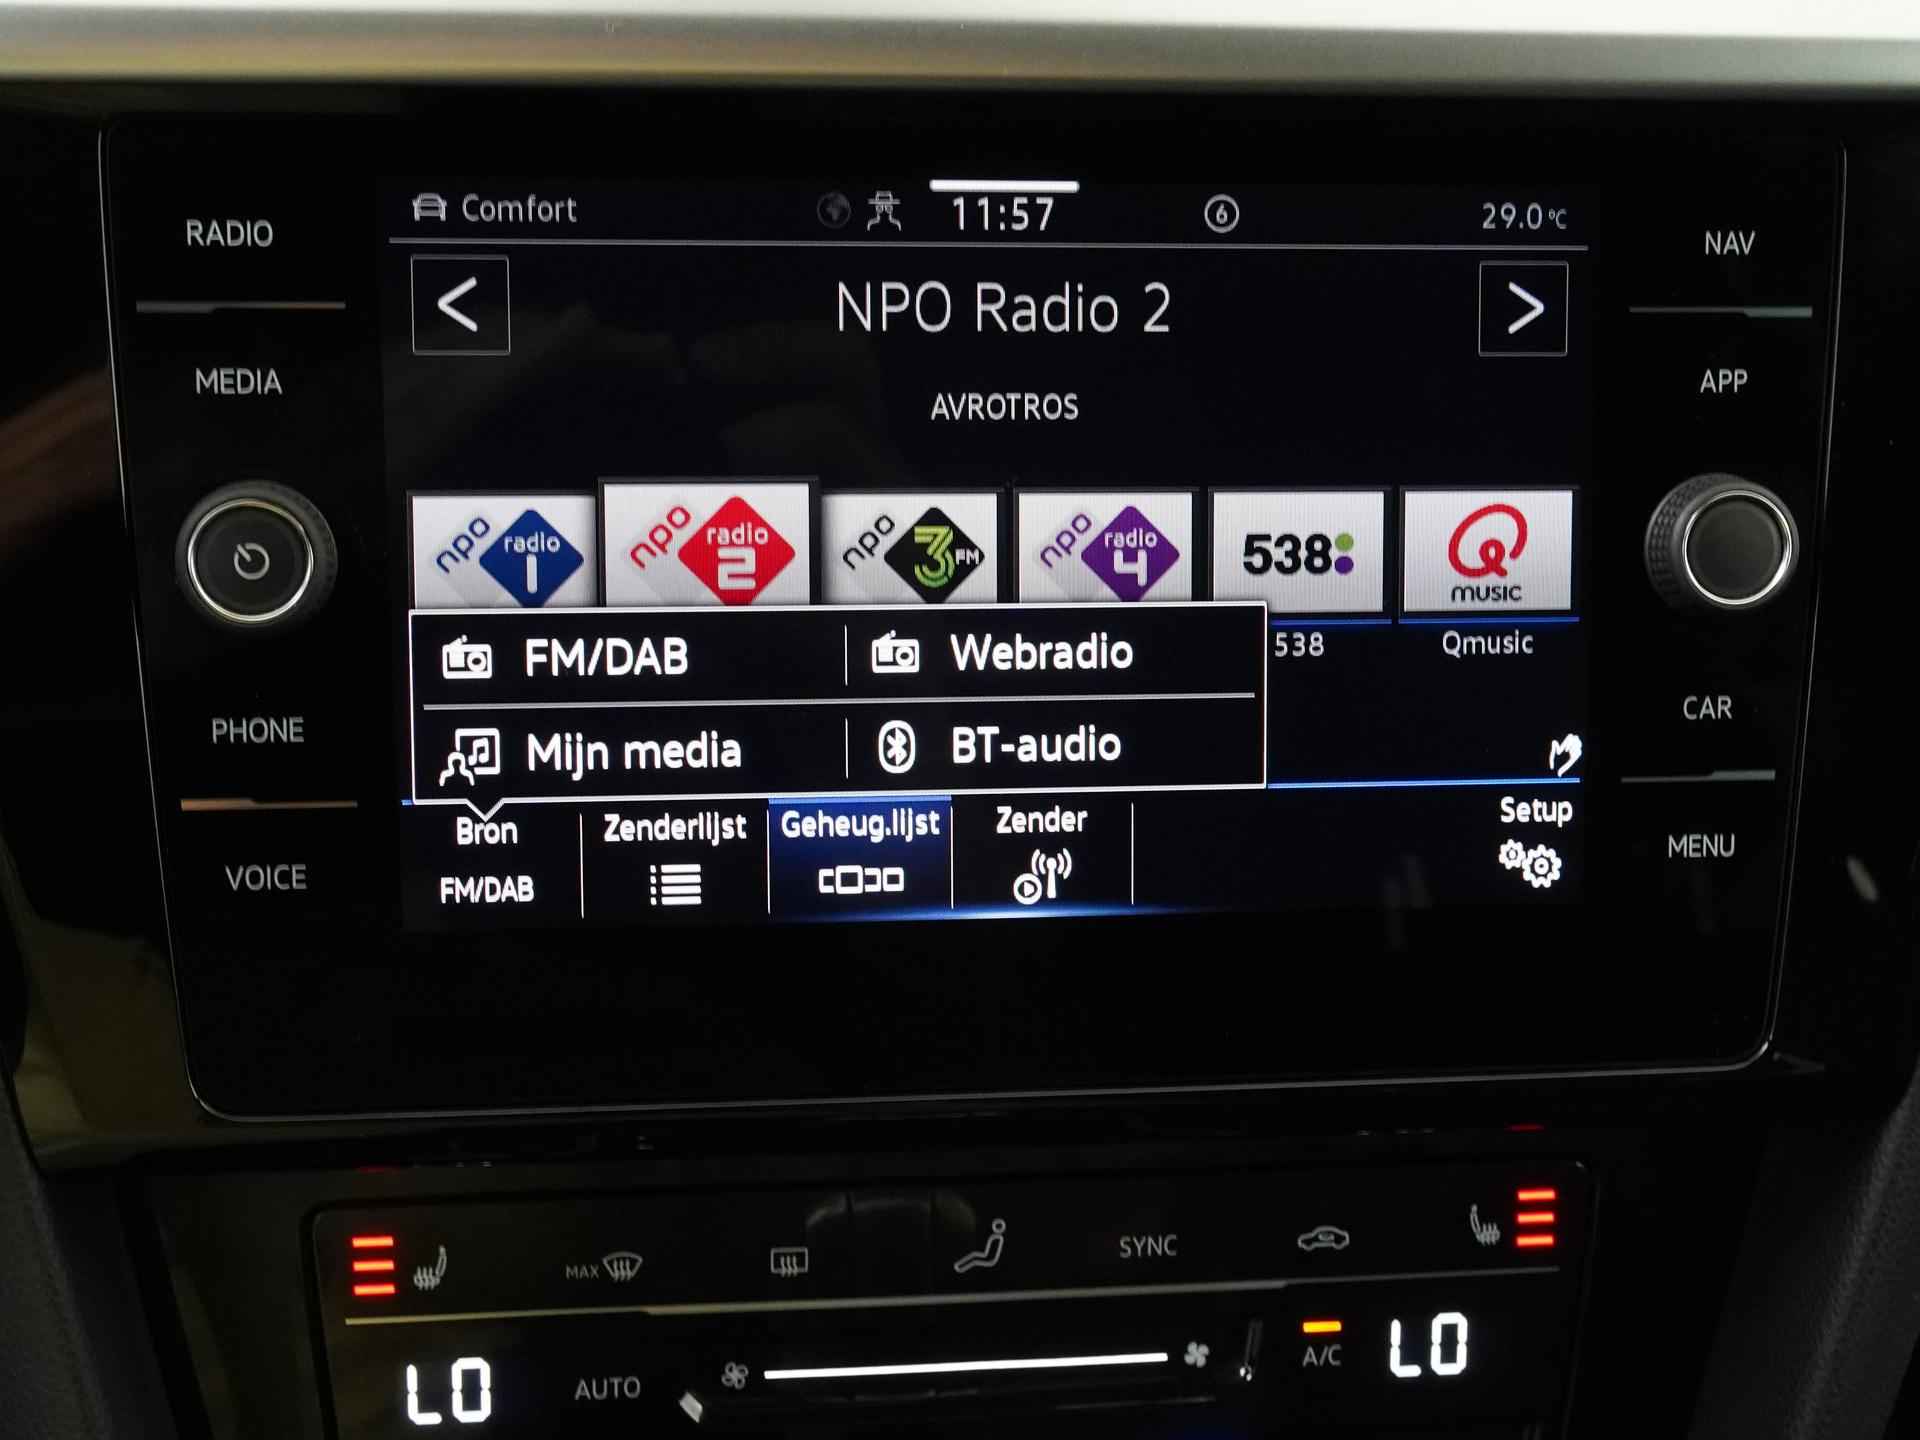 RADIO
MEDIA
PHONE
VOICE
Comfort
11:57
6
29.0°C
< NPO Radio 2 >
AVROTROS
npo radio 1
npo radio 2
npo 3FM
npo radio 4
538
Q music
538
Qmusic
FM/DAB
Webradio
Mijn media
BT-audio
Bron
FM/DAB
Zenderlijst
Geheug.lijst
Zender
Setup
NAV
APP
CAR
MENU
MAX
SYNC
LO
AUTO
A/C
LO